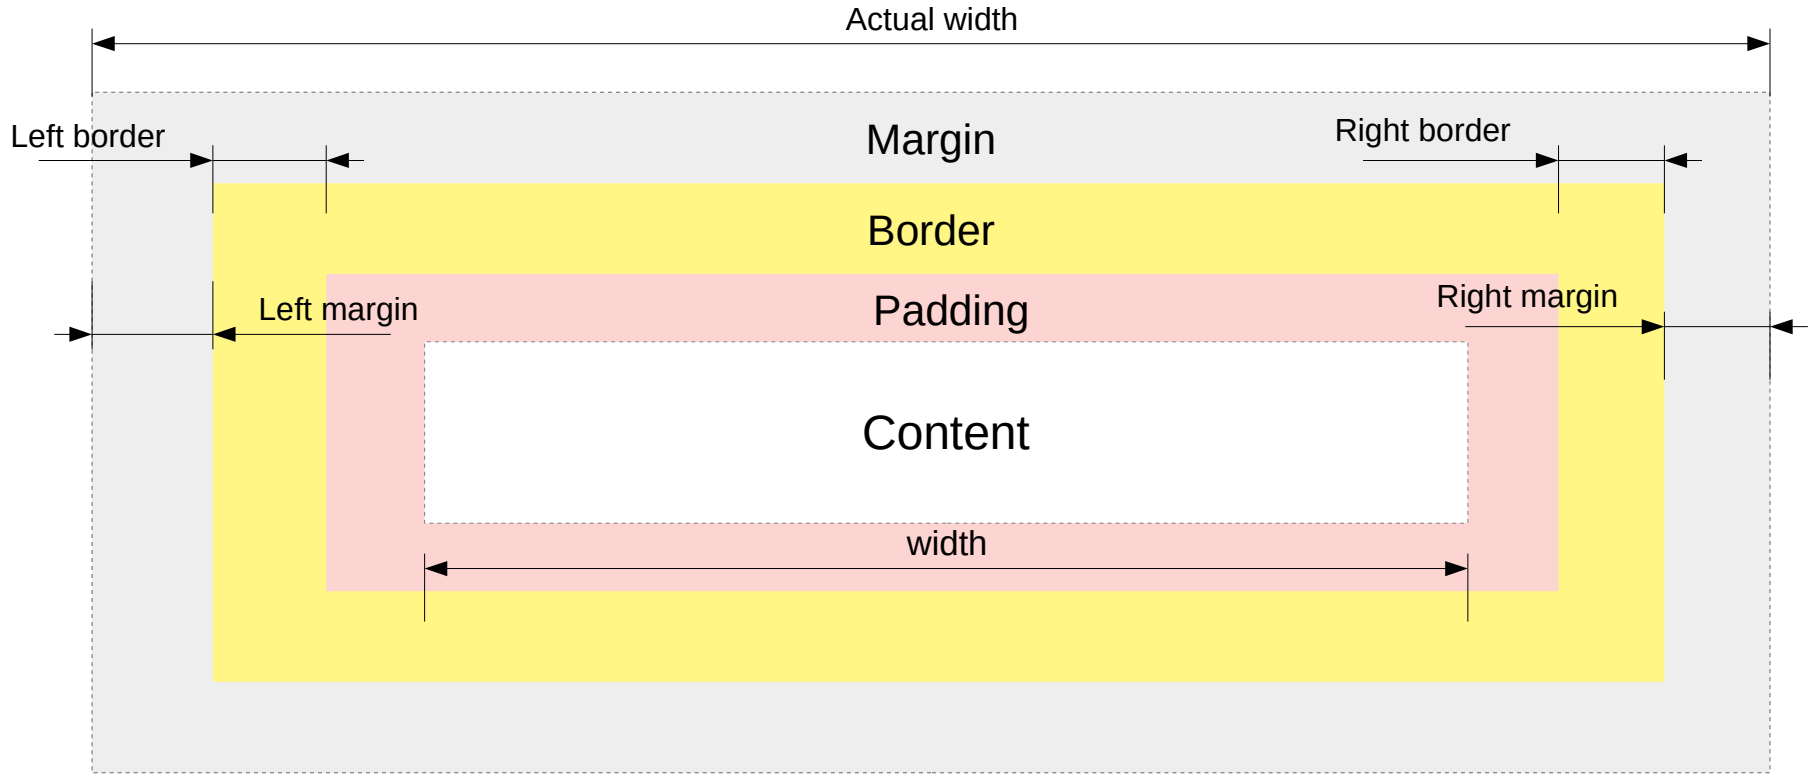 Actual width
Left border
Margin
Right border
Border
Left margin
Padding
Right margin
Content
width